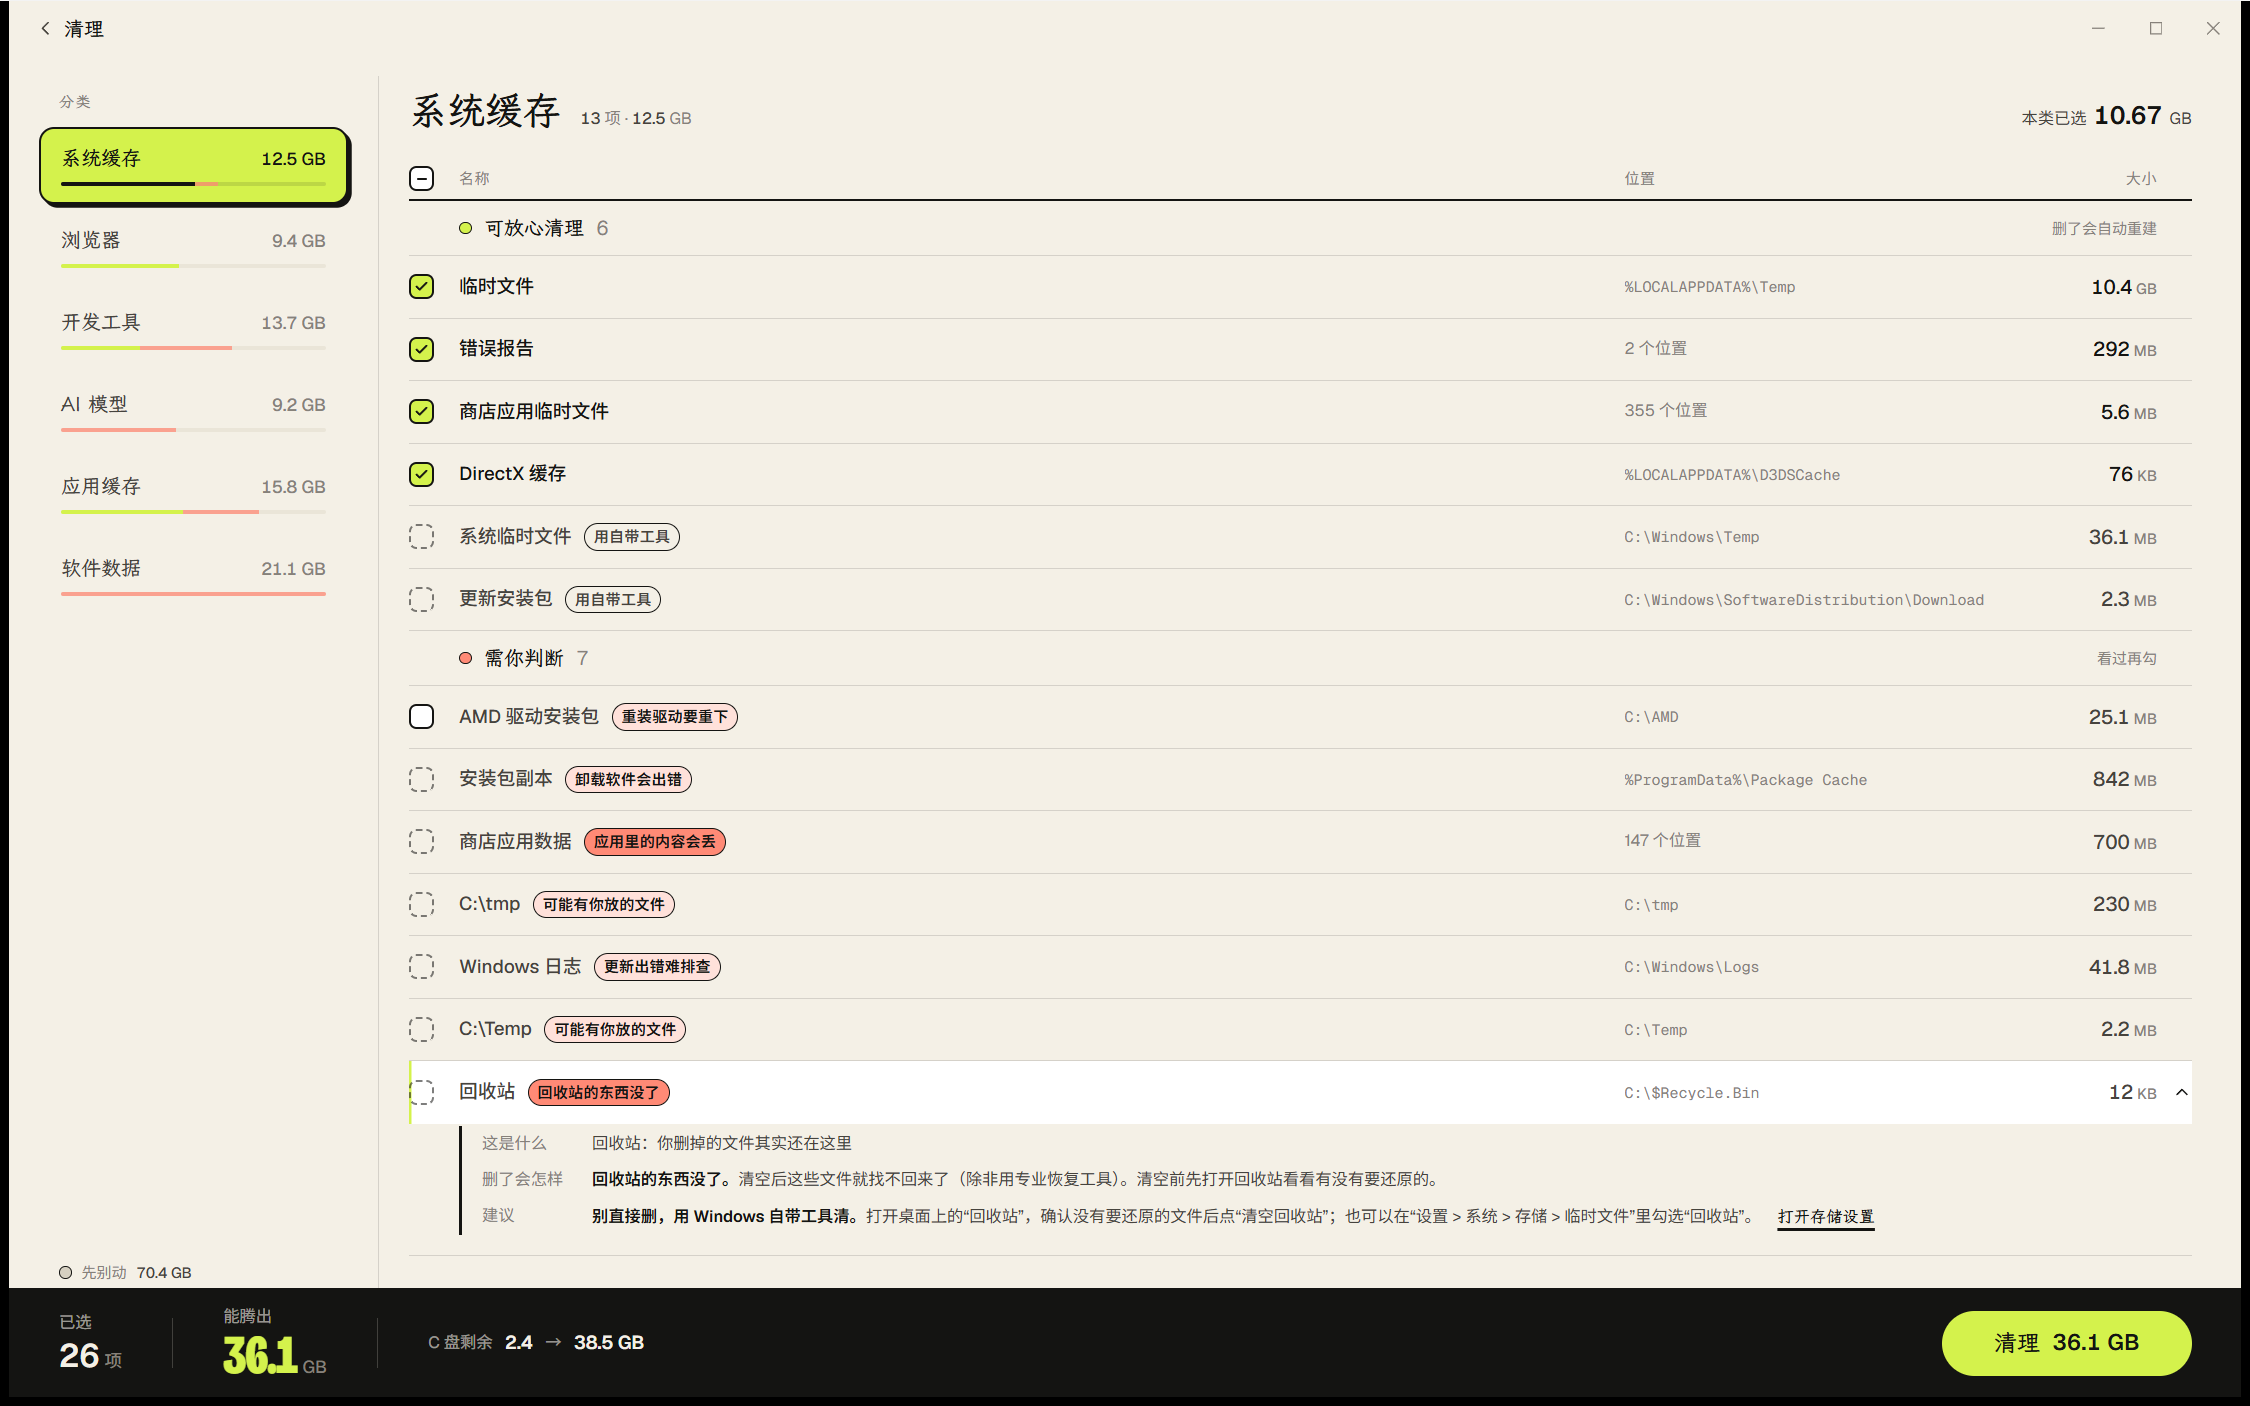 清理
分类
系统缓存 12.5 GB
浏览器 9.4 GB
开发工具 13.7 GB
AI 模型 9.2 GB
应用缓存 15.8 GB
软件数据 21.1 GB
先别动 70.4 GB
系统缓存 13 项 · 12.5 GB
本类已选 10.67 GB
名称 位置 大小
可放心清理 6 删了会自动重建
临时文件 %LOCALAPPDATA%\Temp 10.4 GB
错误报告 2 个位置 292 MB
商店应用临时文件 355 个位置 5.6 MB
DirectX 缓存 %LOCALAPPDATA%\D3DSCache 76 KB
系统临时文件 用自带工具 C:\Windows\Temp 36.1 MB
更新安装包 用自带工具 C:\Windows\SoftwareDistribution\Download 2.3 MB
需你判断 7 看过再勾
AMD 驱动安装包 重装驱动要重下 C:\AMD 25.1 MB
安装包副本 卸载软件会出错 %ProgramData%\Package Cache 842 MB
商店应用数据 应用里的内容会丢 147 个位置 700 MB
C:\tmp 可能有你放的文件 C:\tmp 230 MB
Windows 日志 更新出错难排查 C:\Windows\Logs 41.8 MB
C:\Temp 可能有你放的文件 C:\Temp 2.2 MB
回收站 回收站的东西没了 C:\$Recycle.Bin 12 KB
这是什么 回收站：你删掉的文件其实还在这里
删了会怎样 回收站的东西没了。清空后这些文件就找不回来了（除非用专业恢复工具）。清空前先打开回收站看看有没有要还原的。
建议 别直接删，用 Windows 自带工具清。打开桌面上的“回收站”，确认没有要还原的文件后点“清空回收站”；也可以在“设置 > 系统 > 存储 > 临时文件”里勾选“回收站”。 打开存储设置
已选
26 项
能腾出
36.1 GB
C 盘剩余 2.4 → 38.5 GB
清理 36.1 GB